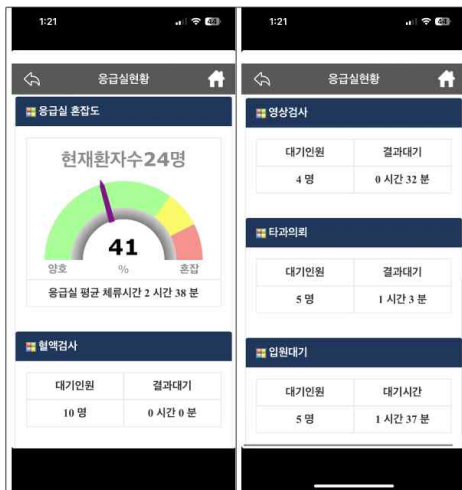 1:21
응급실현황
응급실 혼잡도
현재환자수24명
41
양호 % 혼잡
응급실 평균 체류시간 2 시간 38 분
혈액검사
대기인원 결과대기
10 명 0 시간 0 분
1:21
응급실현황
영상검사
대기인원 결과대기
4 명 0 시간 32 분
타과의뢰
대기인원 결과대기
5 명 1 시간 3 분
입원대기
대기인원 대기시간
5 명 1 시간 37 분